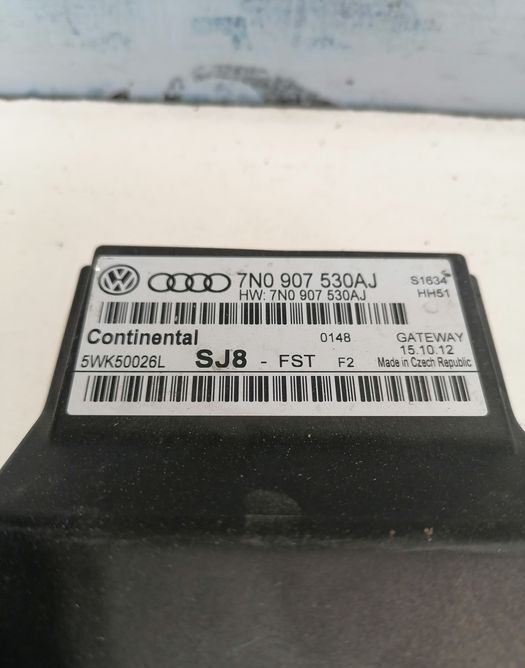 7N0 907 530AJ S1634
HW: 7N0 907 530AJ HH51
Continental 0148 GATEWAY
15.10.12
5WK50026L SJ8 - FST F2 Made in Czech Republic